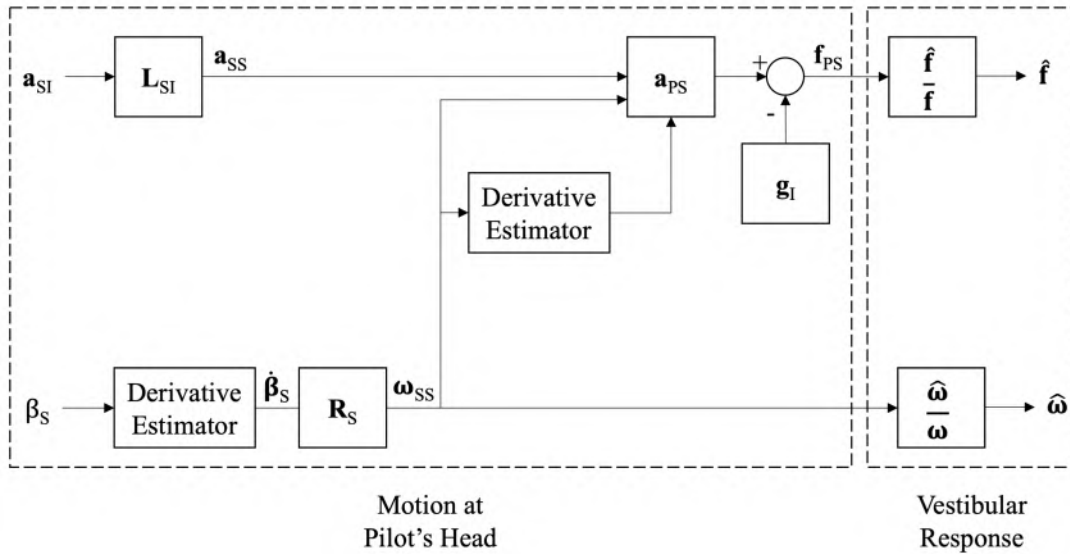 a_SI
L_SI
a_SS
a_PS
+
-
f_PS
f̂
f
f̂
g_I
Derivative
Estimator
β_S
Derivative
Estimator
β̇_S
R_S
ω_SS
ω̂
ω
ω̂
Motion at
Pilot's Head
Vestibular
Response